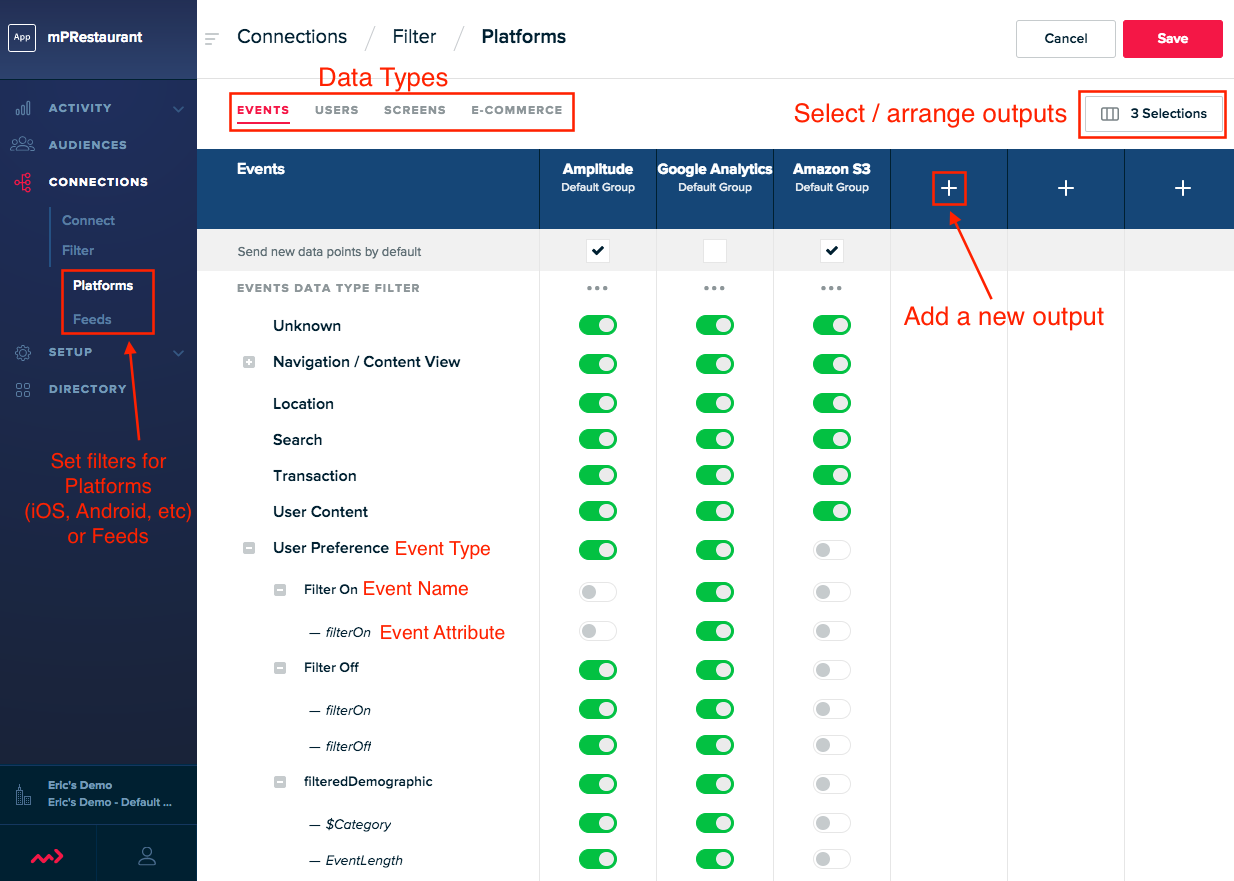 App
mPRestaurant
Connections / Filter / Platforms
Cancel
Save
Data Types
EVENTS USERS SCREENS E-COMMERCE
Select / arrange outputs
3 Selections
ACTIVITY
AUDIENCES
CONNECTIONS
Connect
Filter
Platforms
Feeds
SETUP
DIRECTORY
Set filters for
Platforms
(iOS, Android, etc)
or Feeds
Eric's Demo
Eric's Demo - Default ...
Events
Amplitude
Default Group
Google Analytics
Default Group
Amazon S3
Default Group
Add a new output
Send new data points by default
EVENTS DATA TYPE FILTER
Unknown
Navigation / Content View
Location
Search
Transaction
User Content
User Preference Event Type
Filter On Event Name
— filterOn Event Attribute
Filter Off
— filterOn
— filterOff
filteredDemographic
— $Category
— EventLength